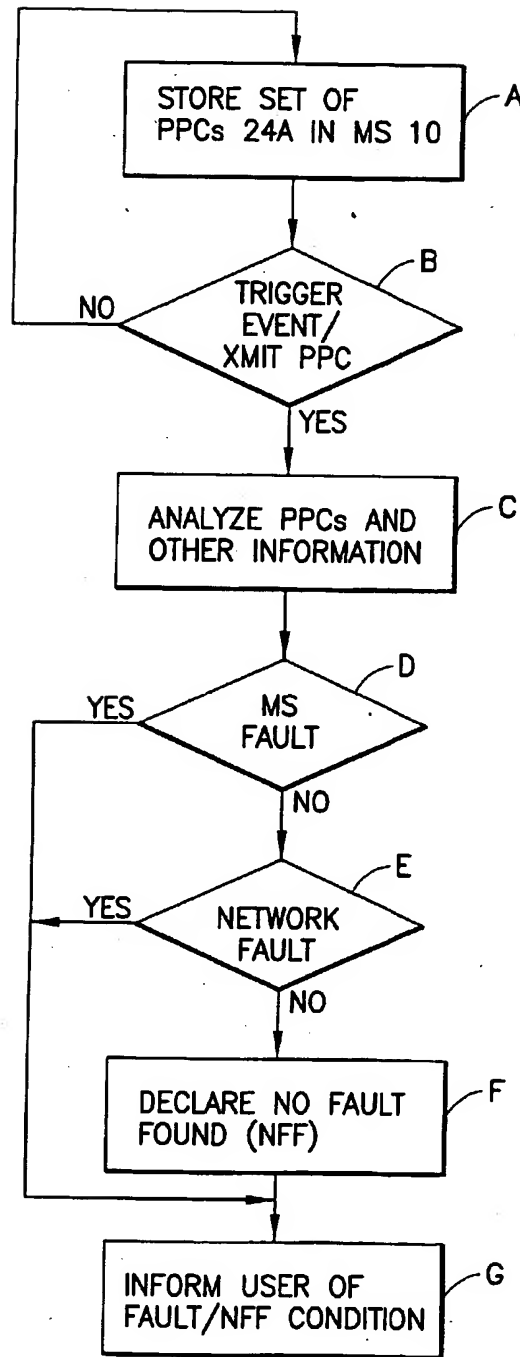 STORE SET OF
PPCs 24A IN MS 10
A
B
TRIGGER
EVENT/
XMIT PPC
NO
YES
C
ANALYZE PPCs AND
OTHER INFORMATION
D
YES
MS
FAULT
NO
E
YES
NETWORK
FAULT
NO
F
DECLARE NO FAULT
FOUND (NFF)
G
INFORM USER OF
FAULT/NFF CONDITION